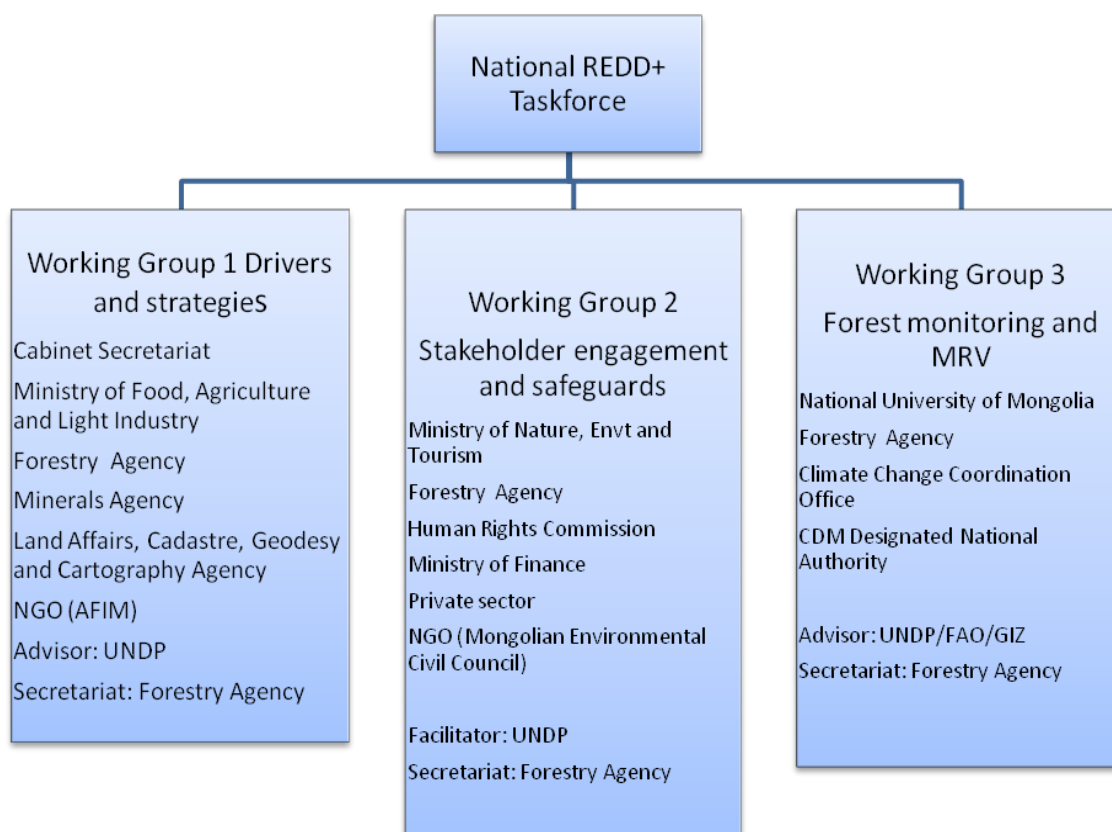 National REDD+
Taskforce
Working Group 1 Drivers
and strategies
Cabinet Secretariat
Ministry of Food, Agriculture
and Light Industry
Forestry Agency
Minerals Agency
Land Affairs, Cadastre, Geodesy
and Cartography Agency
NGO (AFIM)
Advisor: UNDP
Secretariat: Forestry Agency
Working Group 2
Stakeholder engagement
and safeguards
Ministry of Nature, Envt and
Tourism
Forestry Agency
Human Rights Commission
Ministry of Finance
Private sector
NGO (Mongolian Environmental
Civil Council)
Facilitator: UNDP
Secretariat: Forestry Agency
Working Group 3
Forest monitoring and
MRV
National University of Mongolia
Forestry Agency
Climate Change Coordination
Office
CDM Designated National
Authority
Advisor: UNDP/FAO/GIZ
Secretariat: Forestry Agency